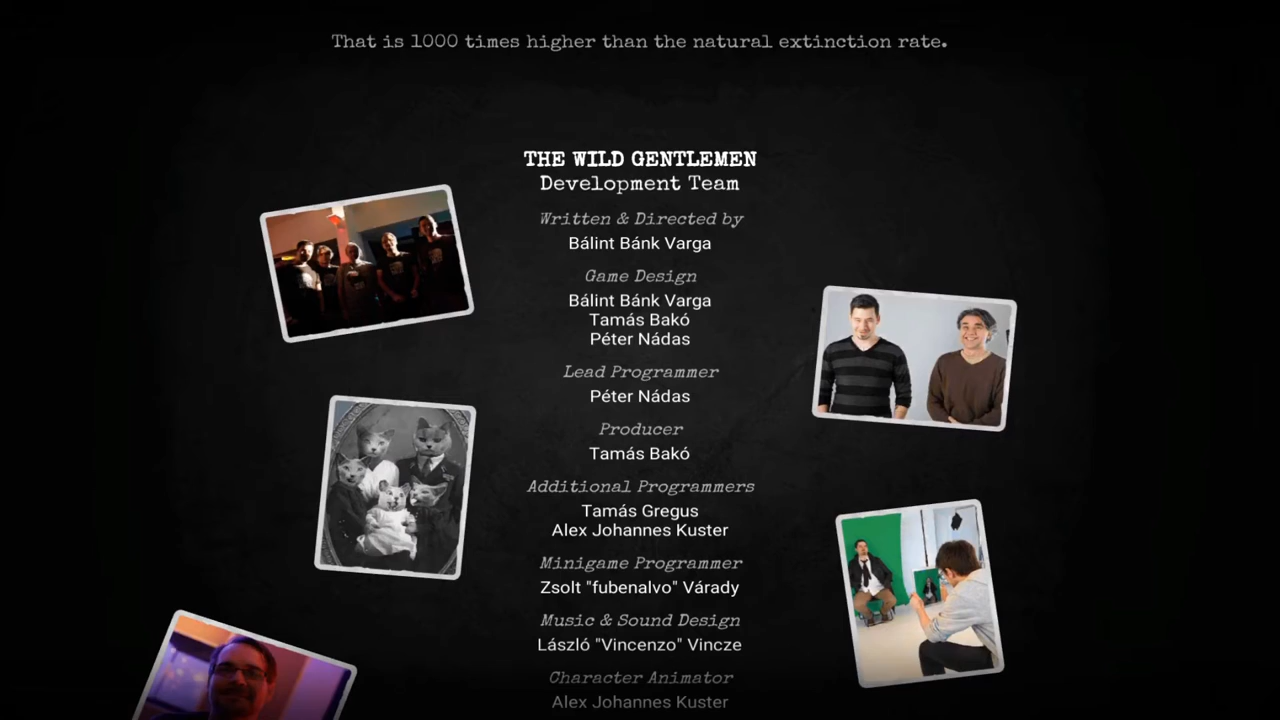 That is 1000 times higher than the natural extinction rate.
THE WILD GENTLEMEN
Development Team
Written & Directed by
Bálint Bánk Varga
Game Design
Bálint Bánk Varga
Tamás Bakó
Péter Nádas
Lead Programmer
Péter Nádas
Producer
Tamás Bakó
Additional Programmers
Tamás Gregus
Alex Johannes Kuster
Minigame Programmer
Zsolt "fubenalvo" Várady
Music & Sound Design
László "Vincenzo" Vincze
Character Animator
Alex Johannes Kuster